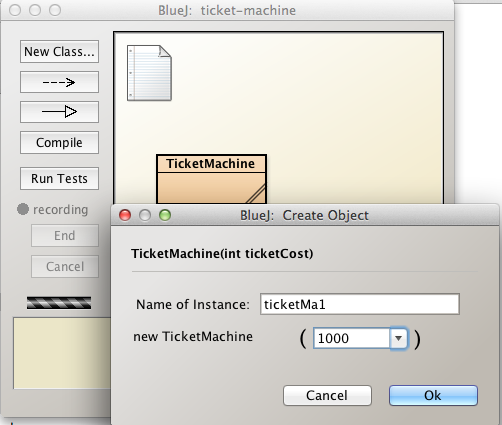 BlueJ: ticket-machine
New Class...
Compile
Run Tests
recording
End
Cancel
TicketMachine
BlueJ: Create Object
TicketMachine(int ticketCost)
Name of Instance: ticketMa1
new TicketMachine ( 1000 )
Cancel Ok